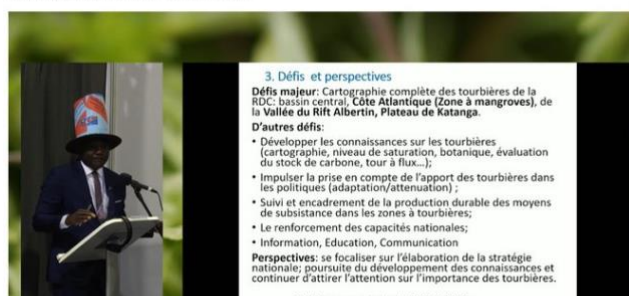 3. Défis et perspectives
Défis majeur: Cartographie complète des tourbières de la
RDC: bassin central, Côte Atlantique (Zone à mangroves), de
la Vallée du Rift Albertin, Plateau de Katanga.
D'autres défis:
• Développer les connaissances sur les tourbières
(cartographie, niveau de saturation, botanique, évaluation
du stock de carbone, tour à flux...);
• Impulser la prise en compte de l'apport des tourbières dans
les politiques (adaptation/attenuation) ;
• Suivi et encadrement de la production durable des moyens
de subsistance dans les zones à tourbières;
• Le renforcement des capacités nationales;
• Information, Education, Communication
Perspectives: se focaliser sur l'élaboration de la stratégie
nationale; poursuite du développement des connaissances et
continuer d'attirer l'attention sur l'importance des tourbières.